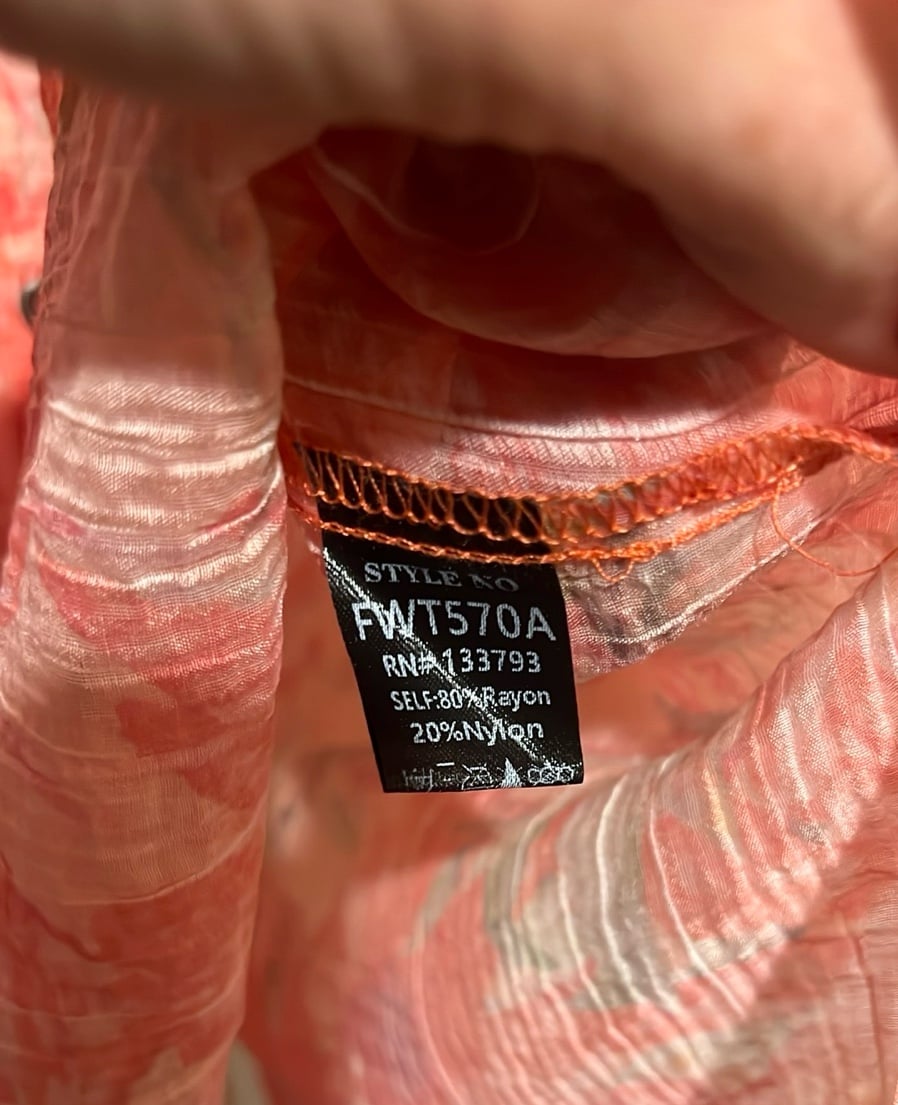 STYLE NO
FWT570A
RN#:133793
SELF:80%Rayon
20%Nylon